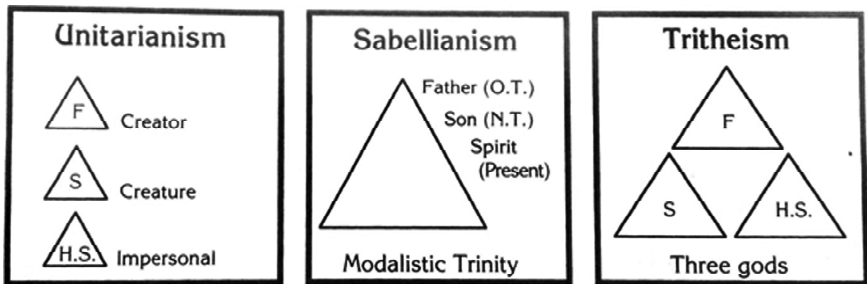 Unitarianism
F
Creator
S
Creature
H.S.
Impersonal
Sabellianism
Father (O.T.)
Son (N.T.)
Spirit
(Present)
Modalistic Trinity
Tritheism
F
S
H.S.
Three gods